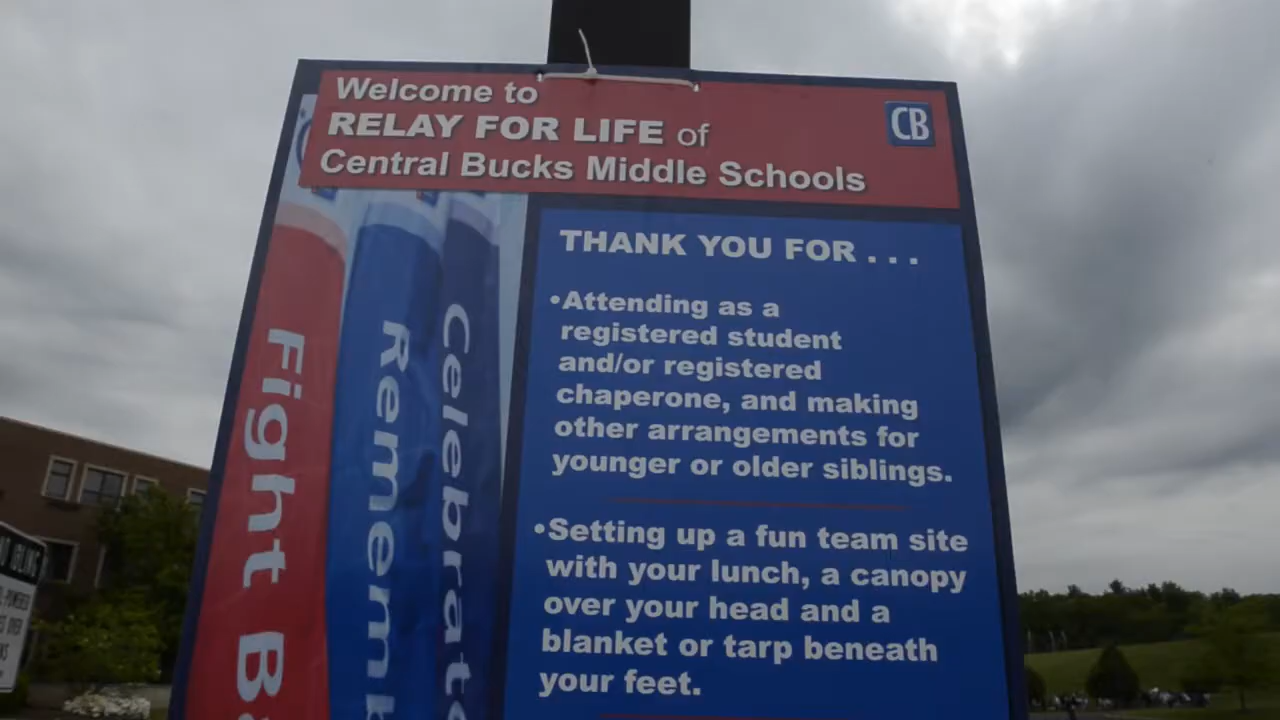 Welcome to
RELAY FOR LIFE of
Central Bucks Middle Schools
CB
THANK YOU FOR . . .
•Attending as a
registered student
and/or registered
chaperone, and making
other arrangements for
younger or older siblings.
•Setting up a fun team site
with your lunch, a canopy
over your head and a
blanket or tarp beneath
your feet.
Fight B
Rememb
Celebrate